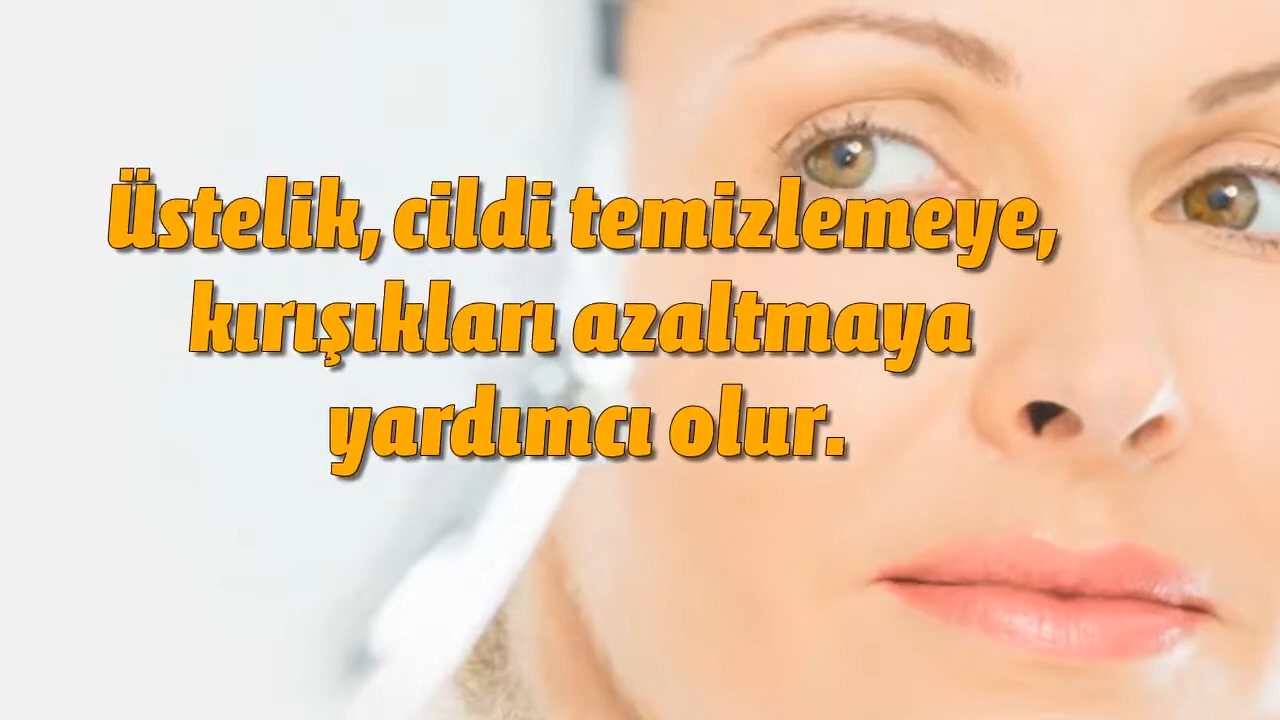 Üstelik, cildi temizlemeye,
kırışıkları azaltmaya
yardımcı olur.